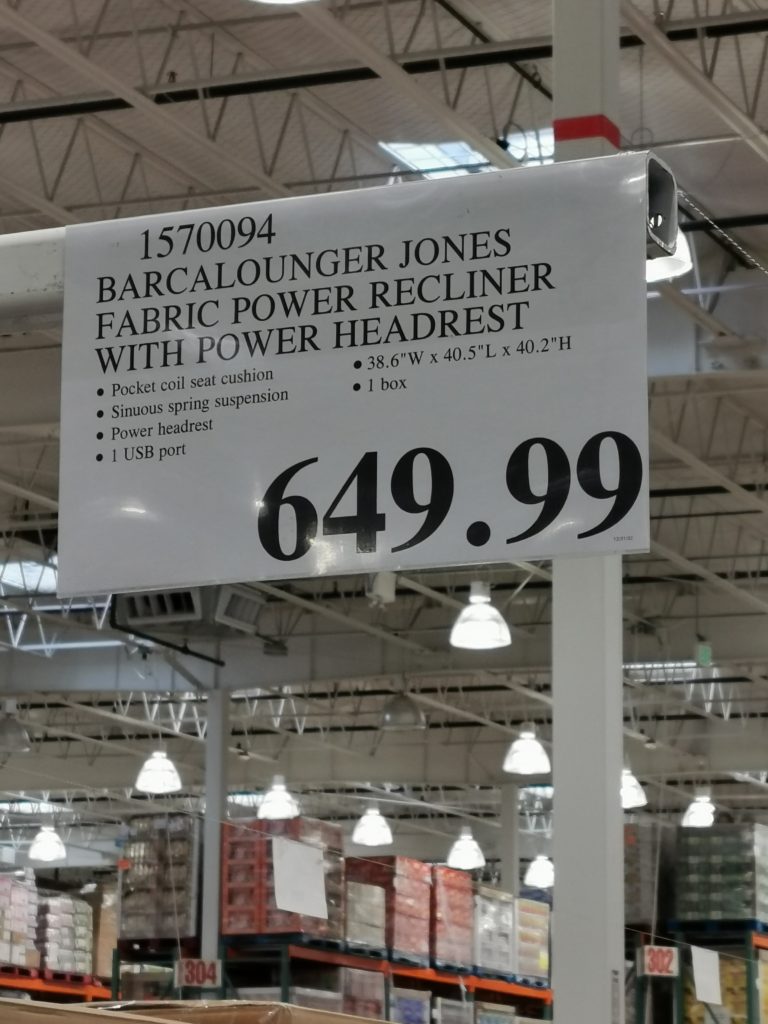 1570094
BARCALOUNGER JONES
FABRIC POWER RECLINER
WITH POWER HEADREST
• Pocket coil seat cushion
• Sinuous spring suspension
• Power headrest
• 1 USB port
• 38.6"W x 40.5"L x 40.2"H
• 1 box
649.99
304
302